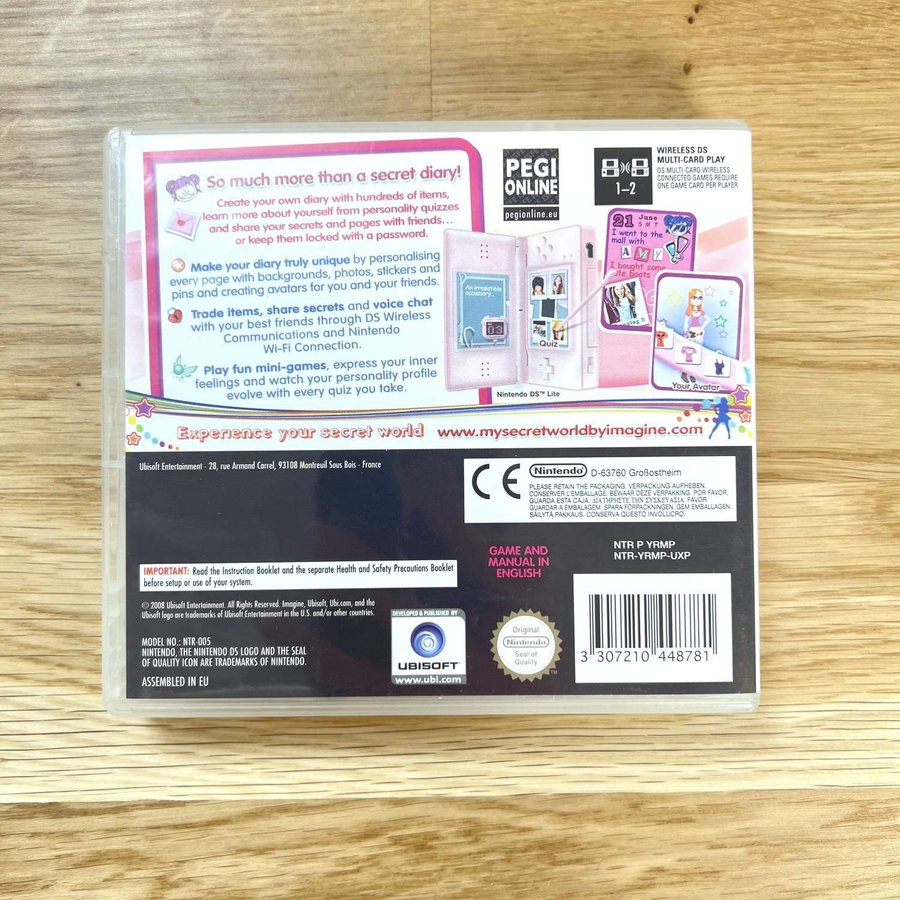 So much more than a secret diary!
Create your own diary with hundreds of items,
learn more about yourself from personality quizzes
and share your secrets and pages with friends...
or keep them locked with a password.
Make your diary truly unique by personalising
every page with backgrounds, photos, stickers and
pins and creating avatars for you and your friends.
Trade items, share secrets and voice chat
with your best friends through DS Wireless
Communications and Nintendo
Wi-Fi Connection.
Play fun mini-games, express your inner
feelings and watch your personality profile
evolve with every quiz you take.
PEGI
ONLINE
pegionline.eu
1-2
WIRELESS DS
MULTI-CARD PLAY
DS MULTI-CARD WIRELESS
CONNECTED GAMES REQUIRE
ONE GAME CARD PER PLAYER
An irresistible
accessory...
03
Quiz
21 June
S M T
I went to the
mall with
AMY
I bought some
Your Avatar
Nintendo DS™ Lite
Experience your secret world www.mysecretworldbyimagine.com
Ubisoft Entertainment - 28, rue Armand Carrel, 93108 Montreuil Sous Bois - France
CE Nintendo D-63760 Großostheim
PLEASE RETAIN THE PACKAGING. VERPACKUNG AUFHEBEN.
CONSERVER L'EMBALLAGE. BEWAAR DEZE VERPAKKING. POR FAVOR,
GUARDA ESTA CAJA. ΔΙΑΤΗΡΗΣΤΕ ΤΗΝ ΣΥΣΚΕΥΑΣΙΑ. FAVOR
GUARDAR A EMBALAGEM. SPARA FÖRPACKNINGEN. GEM EMBALLAGEN.
SÄILYTÄ PAKKAUS. CONSERVA QUESTO INVOLUCRO.
GAME AND
MANUAL IN
ENGLISH
NTR P YRMP
NTR-YRMP-UXP
IMPORTANT: Read the Instruction Booklet and the separate Health and Safety Precautions Booklet
before setup or use of your system.
© 2008 Ubisoft Entertainment. All Rights Reserved. Imagine, Ubisoft, Ubi.com, and the
Ubisoft logo are trademarks of Ubisoft Entertainment in the U.S. and/or other countries.
MODEL NO.: NTR-005
NINTENDO, THE NINTENDO DS LOGO AND THE SEAL
OF QUALITY ICON ARE TRADEMARKS OF NINTENDO.
ASSEMBLED IN EU
DEVELOPED & PUBLISHED BY
UBISOFT
www.ubi.com
Original
Nintendo
Seal of
Quality
TM
3 307210 448781